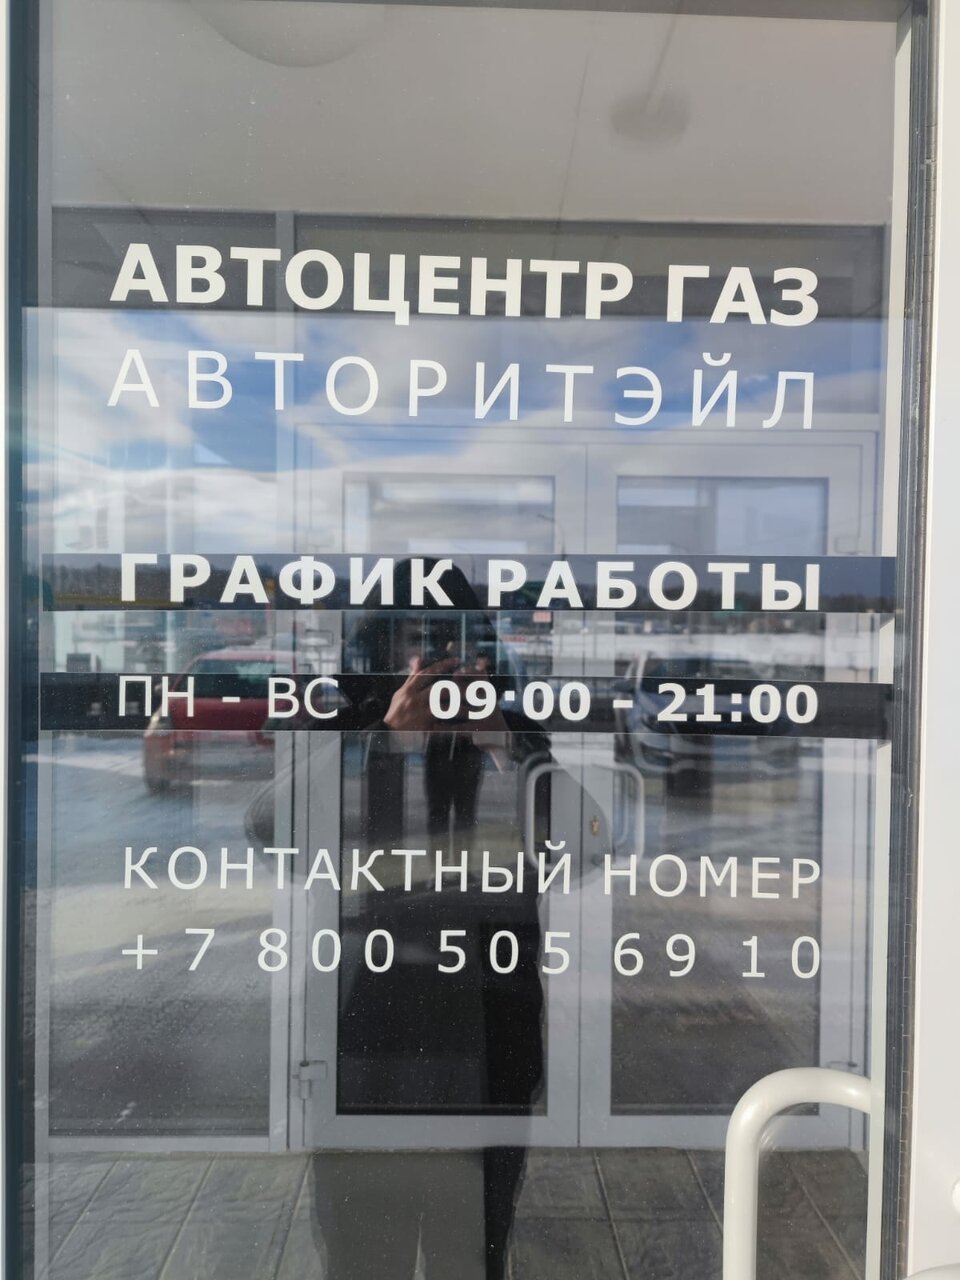 АВТОЦЕНТР ГАЗ
АВТОРИТЭЙЛ
ГРАФИК РАБОТЫ
ПН - ВС 09:00 - 21:00
КОНТАКТНЫЙ НОМЕР
+7 800 505 69 10